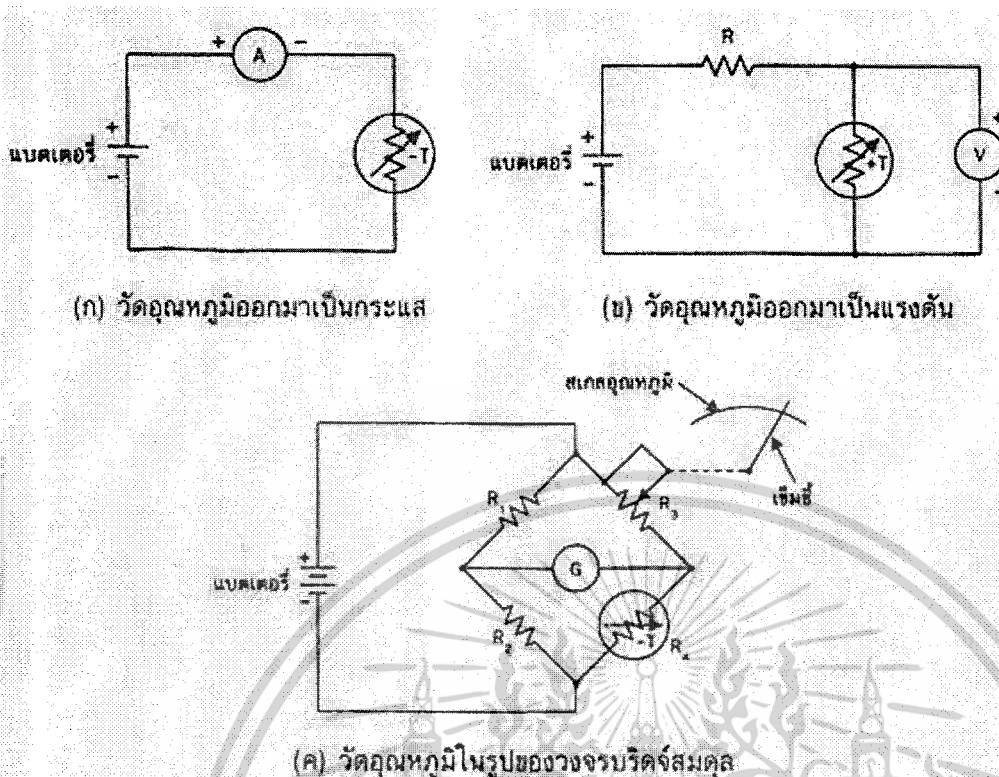 + A −
แบตเตอรี่ + −
−T
(ก) วัดอุณหภูมิออกมาเป็นกระแส
R
แบตเตอรี่ + −
+T
+ V −
(ข) วัดอุณหภูมิออกมาเป็นแรงดัน
สเกลอุณหภูมิ
เข็มชี้
R₁
R₃
แบตเตอรี่ + −
G
R₂
−T
R₄
(ค) วัดอุณหภูมิในรูปของวงจรบริดจ์สมดุล